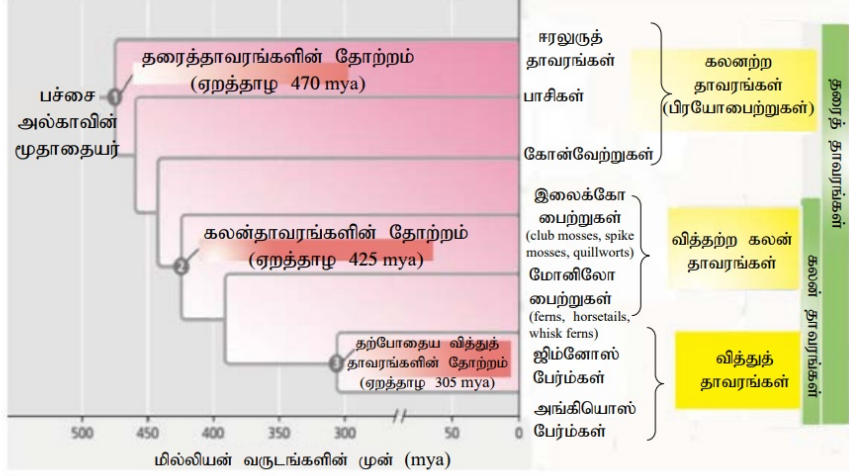 தரைத்தாவரங்களின் தோற்றம்
(ஏறத்தாழ 470 mya)
1
பச்சை
அல்காவின்
மூதாதையர்
கலன்தாவரங்களின் தோற்றம்
(ஏறத்தாழ 425 mya)
2
தற்போதைய வித்துத்
தாவரங்களின் தோற்றம்
(ஏறத்தாழ 305 mya)
3
ஈரலுருத்
தாவரங்கள்
பாசிகள்
கோன்வேற்றுகள்
இலைக்கோ
பைற்றுகள்
(club mosses, spike
mosses, quillworts)
மோனிலோ
பைற்றுகள்
(ferns, horsetails,
whisk ferns)
ஜிம்னோஸ்
பேர்ம்கள்
அங்கியொஸ்
பேர்ம்கள்
கலனற்ற
தாவரங்கள்
(பிரயோபைற்றுகள்)
வித்தற்ற கலன்
தாவரங்கள்
வித்துத்
தாவரங்கள்
கலன் தாவரங்கள்
தரைத் தாவரங்கள்
500 450 400 350 300 50 0
மில்லியன் வருடங்களின் முன் (mya)